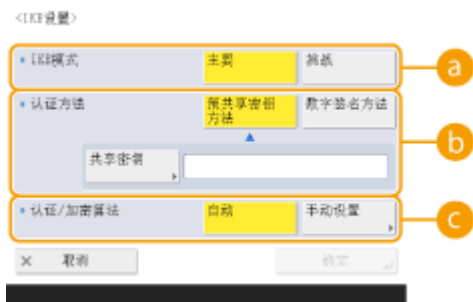 <IKE设置>
IKE模式 主要 挑战 a
认证方法 预共享密钥方法 数字签名方法 b
共享密钥
认证/加密算法 自动 手动设置 c
× 取消 确定